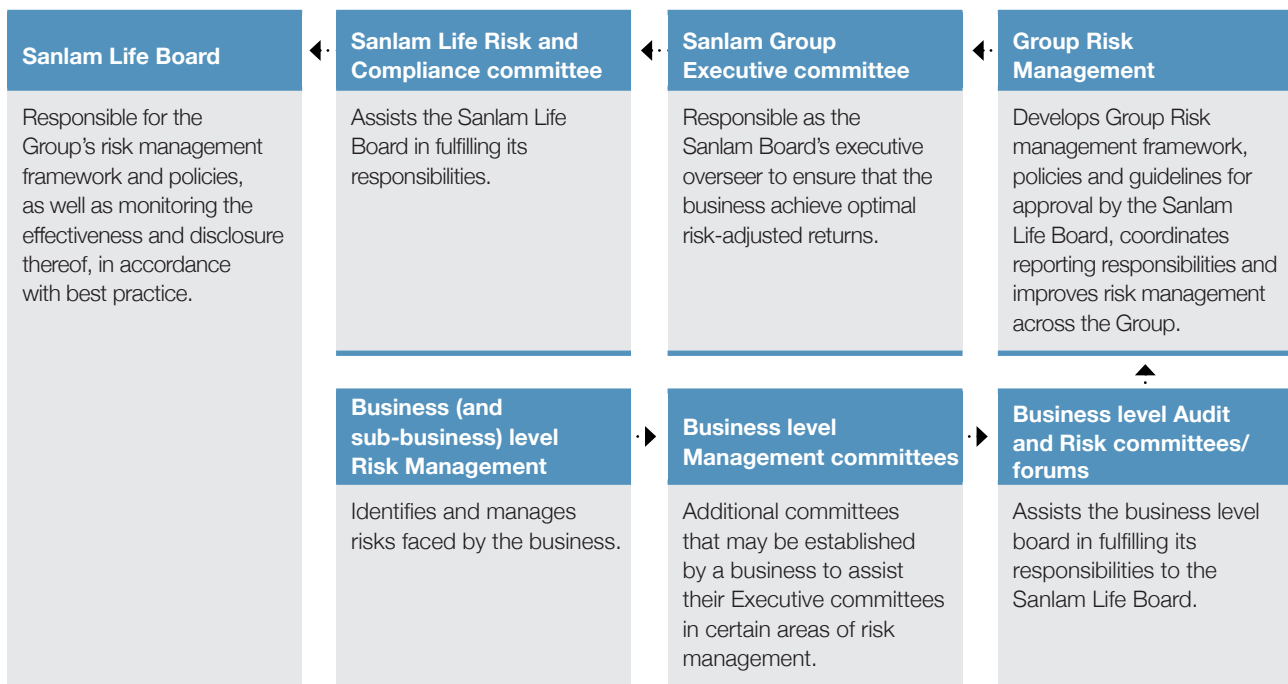 Sanlam Life Board
Responsible for the
Group’s risk management
framework and policies,
as well as monitoring the
effectiveness and disclosure
thereof, in accordance
with best practice.
Sanlam Life Risk and
Compliance committee
Assists the Sanlam Life
Board in fulfilling its
responsibilities.
Sanlam Group
Executive committee
Responsible as the
Sanlam Board’s executive
overseer to ensure that the
business achieve optimal
risk-adjusted returns.
Group Risk
Management
Develops Group Risk
management framework,
policies and guidelines for
approval by the Sanlam
Life Board, coordinates
reporting responsibilities and
improves risk management
across the Group.
Business (and
sub-business) level
Risk Management
Identifies and manages
risks faced by the business.
Business level
Management committees
Additional committees
that may be established
by a business to assist
their Executive committees
in certain areas of risk
management.
Business level Audit
and Risk committees/
forums
Assists the business level
board in fulfilling its
responsibilities to the
Sanlam Life Board.